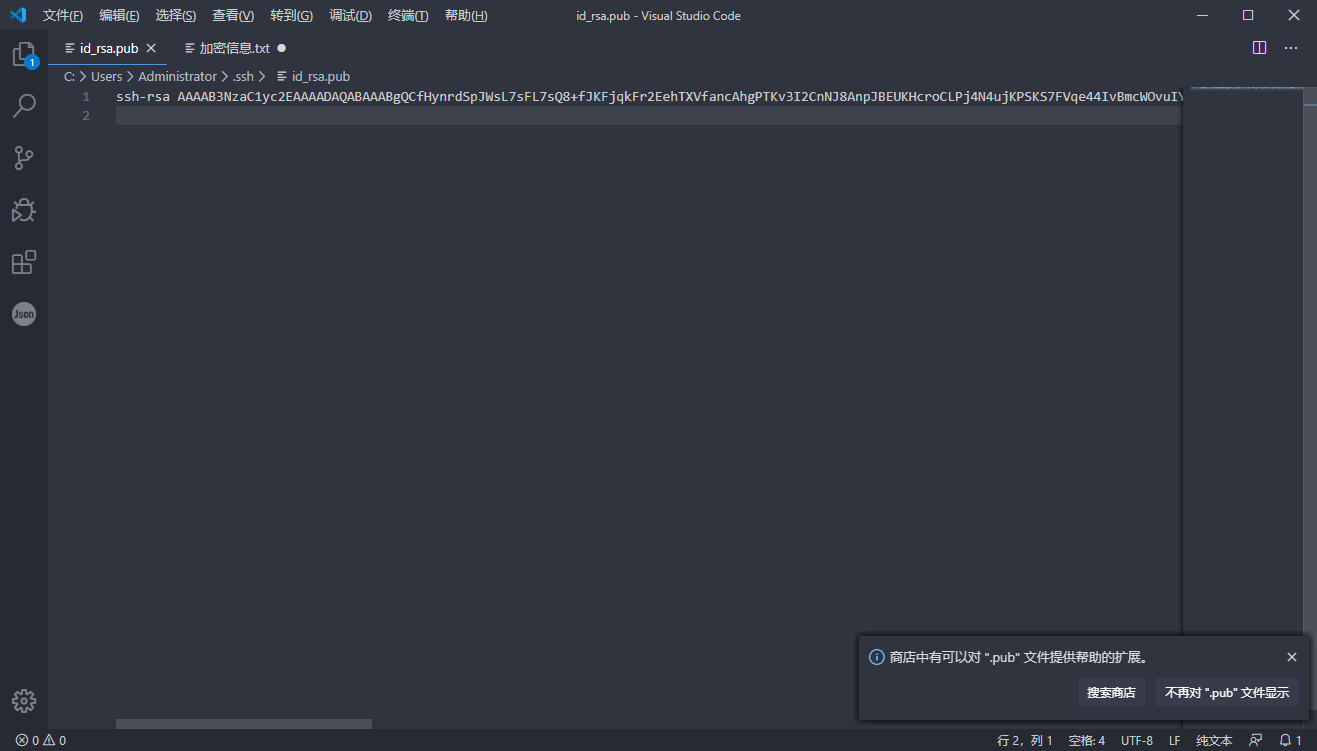 文件(F) 编辑(E) 选择(S) 查看(V) 转到(G) 调试(D) 终端(T) 帮助(H) id_rsa.pub - Visual Studio Code
id_rsa.pub 加密信息.txt
C: > Users > Administrator > .ssh > id_rsa.pub
1 ssh-rsa AAAAB3NzaC1yc2EAAAADAQABAAABgQCfHynrdSpJWsL7sFL7sQ8+fJKFjqkFr2EehTXVfancAhgPTKv3I2CnNJ8AnpJBEUKHcroCLPj4N4ujKPSKS7FVqe44IvBmcWOvuIY
2
1
Json
商店中有可以对 ".pub" 文件提供帮助的扩展。
搜索商店 不再对 ".pub" 文件显示
0 0 行 2，列 1 空格: 4 UTF-8 LF 纯文本 1